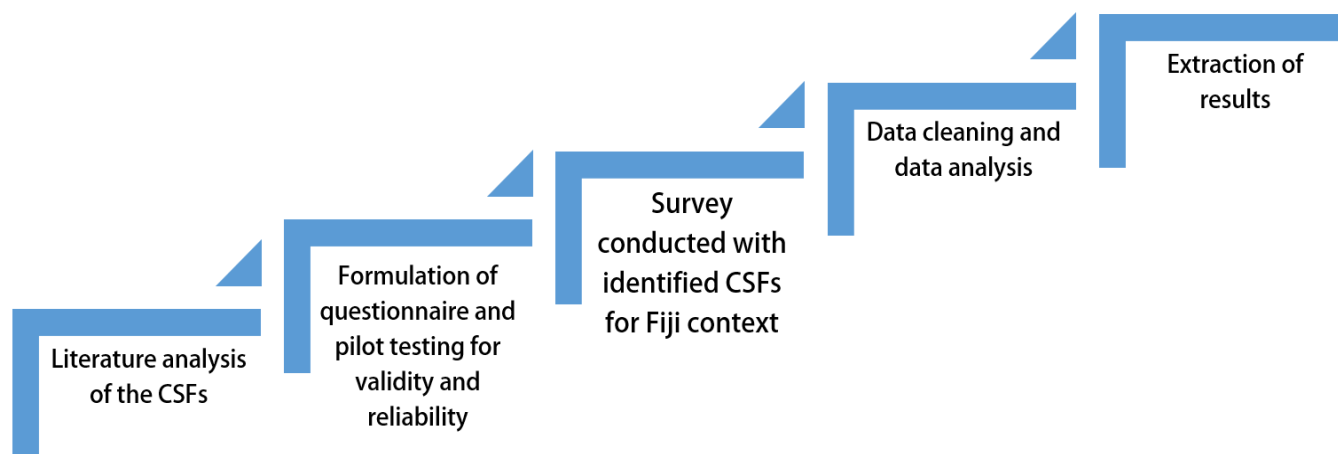 Literature analysis
of the CSFs
Formulation of
questionnaire and
pilot testing for
validity and
reliability
Survey
conducted with
identified CSFs
for Fiji context
Data cleaning and
data analysis
Extraction of
results